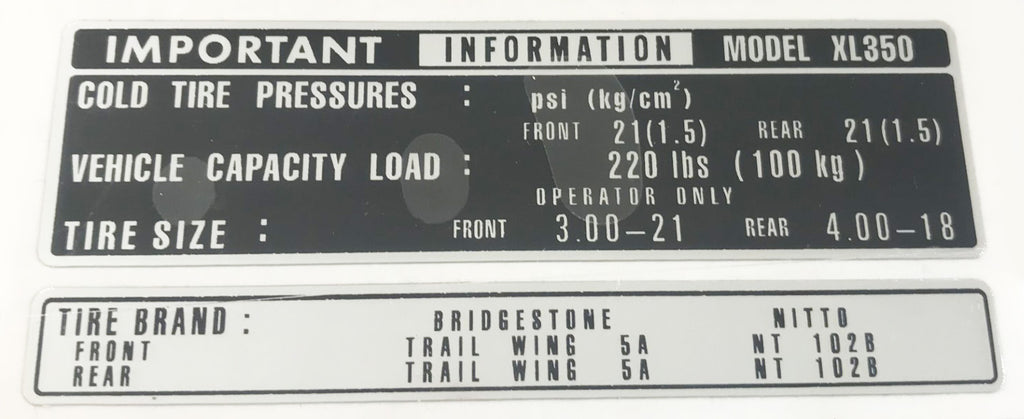 IMPORTANT INFORMATION MODEL XL350
COLD TIRE PRESSURES : psi (kg/cm²)
FRONT 21(1.5) REAR 21(1.5)
VEHICLE CAPACITY LOAD : 220 lbs (100 kg)
OPERATOR ONLY
TIRE SIZE : FRONT 3.00–21 REAR 4.00–18
TIRE BRAND : BRIDGESTONE NITTO
FRONT TRAIL WING 5A NT 102B
REAR TRAIL WING 5A NT 102B